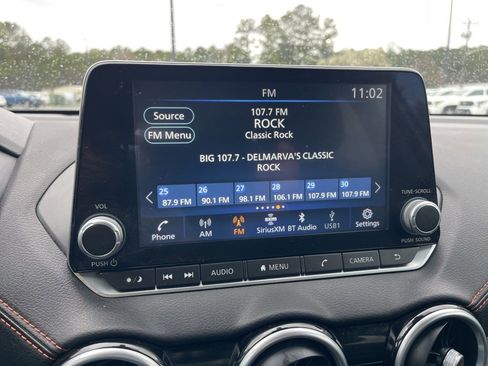 FM
11:02
Source
107.7 FM
ROCK
FM Menu
Classic Rock
BIG 107.7 - DELMARVA'S CLASSIC
ROCK
25 26 27 28 29 30
87.9 FM 90.1 FM 98.1 FM 106.1 FM 107.9 FM 107.9 FM
VOL
TUNE·SCROLL
Phone AM FM SiriusXM BT Audio USB1 Settings
PUSH
PUSH SOUND
AUDIO MENU CAMERA